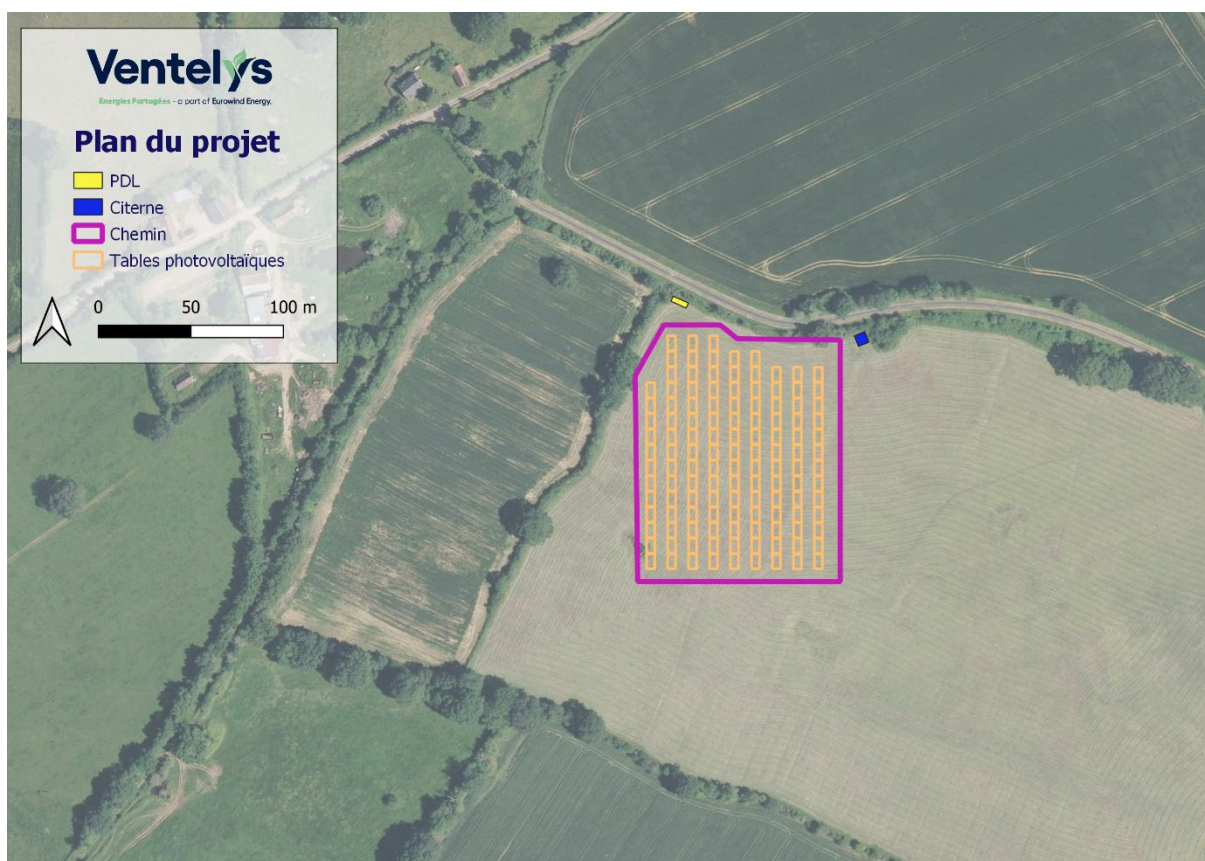 Ventelys
Energies Partagées - a part of Eurowind Energy.
Plan du projet
PDL
Citerne
Chemin
Tables photovoltaïques
0 50 100 m